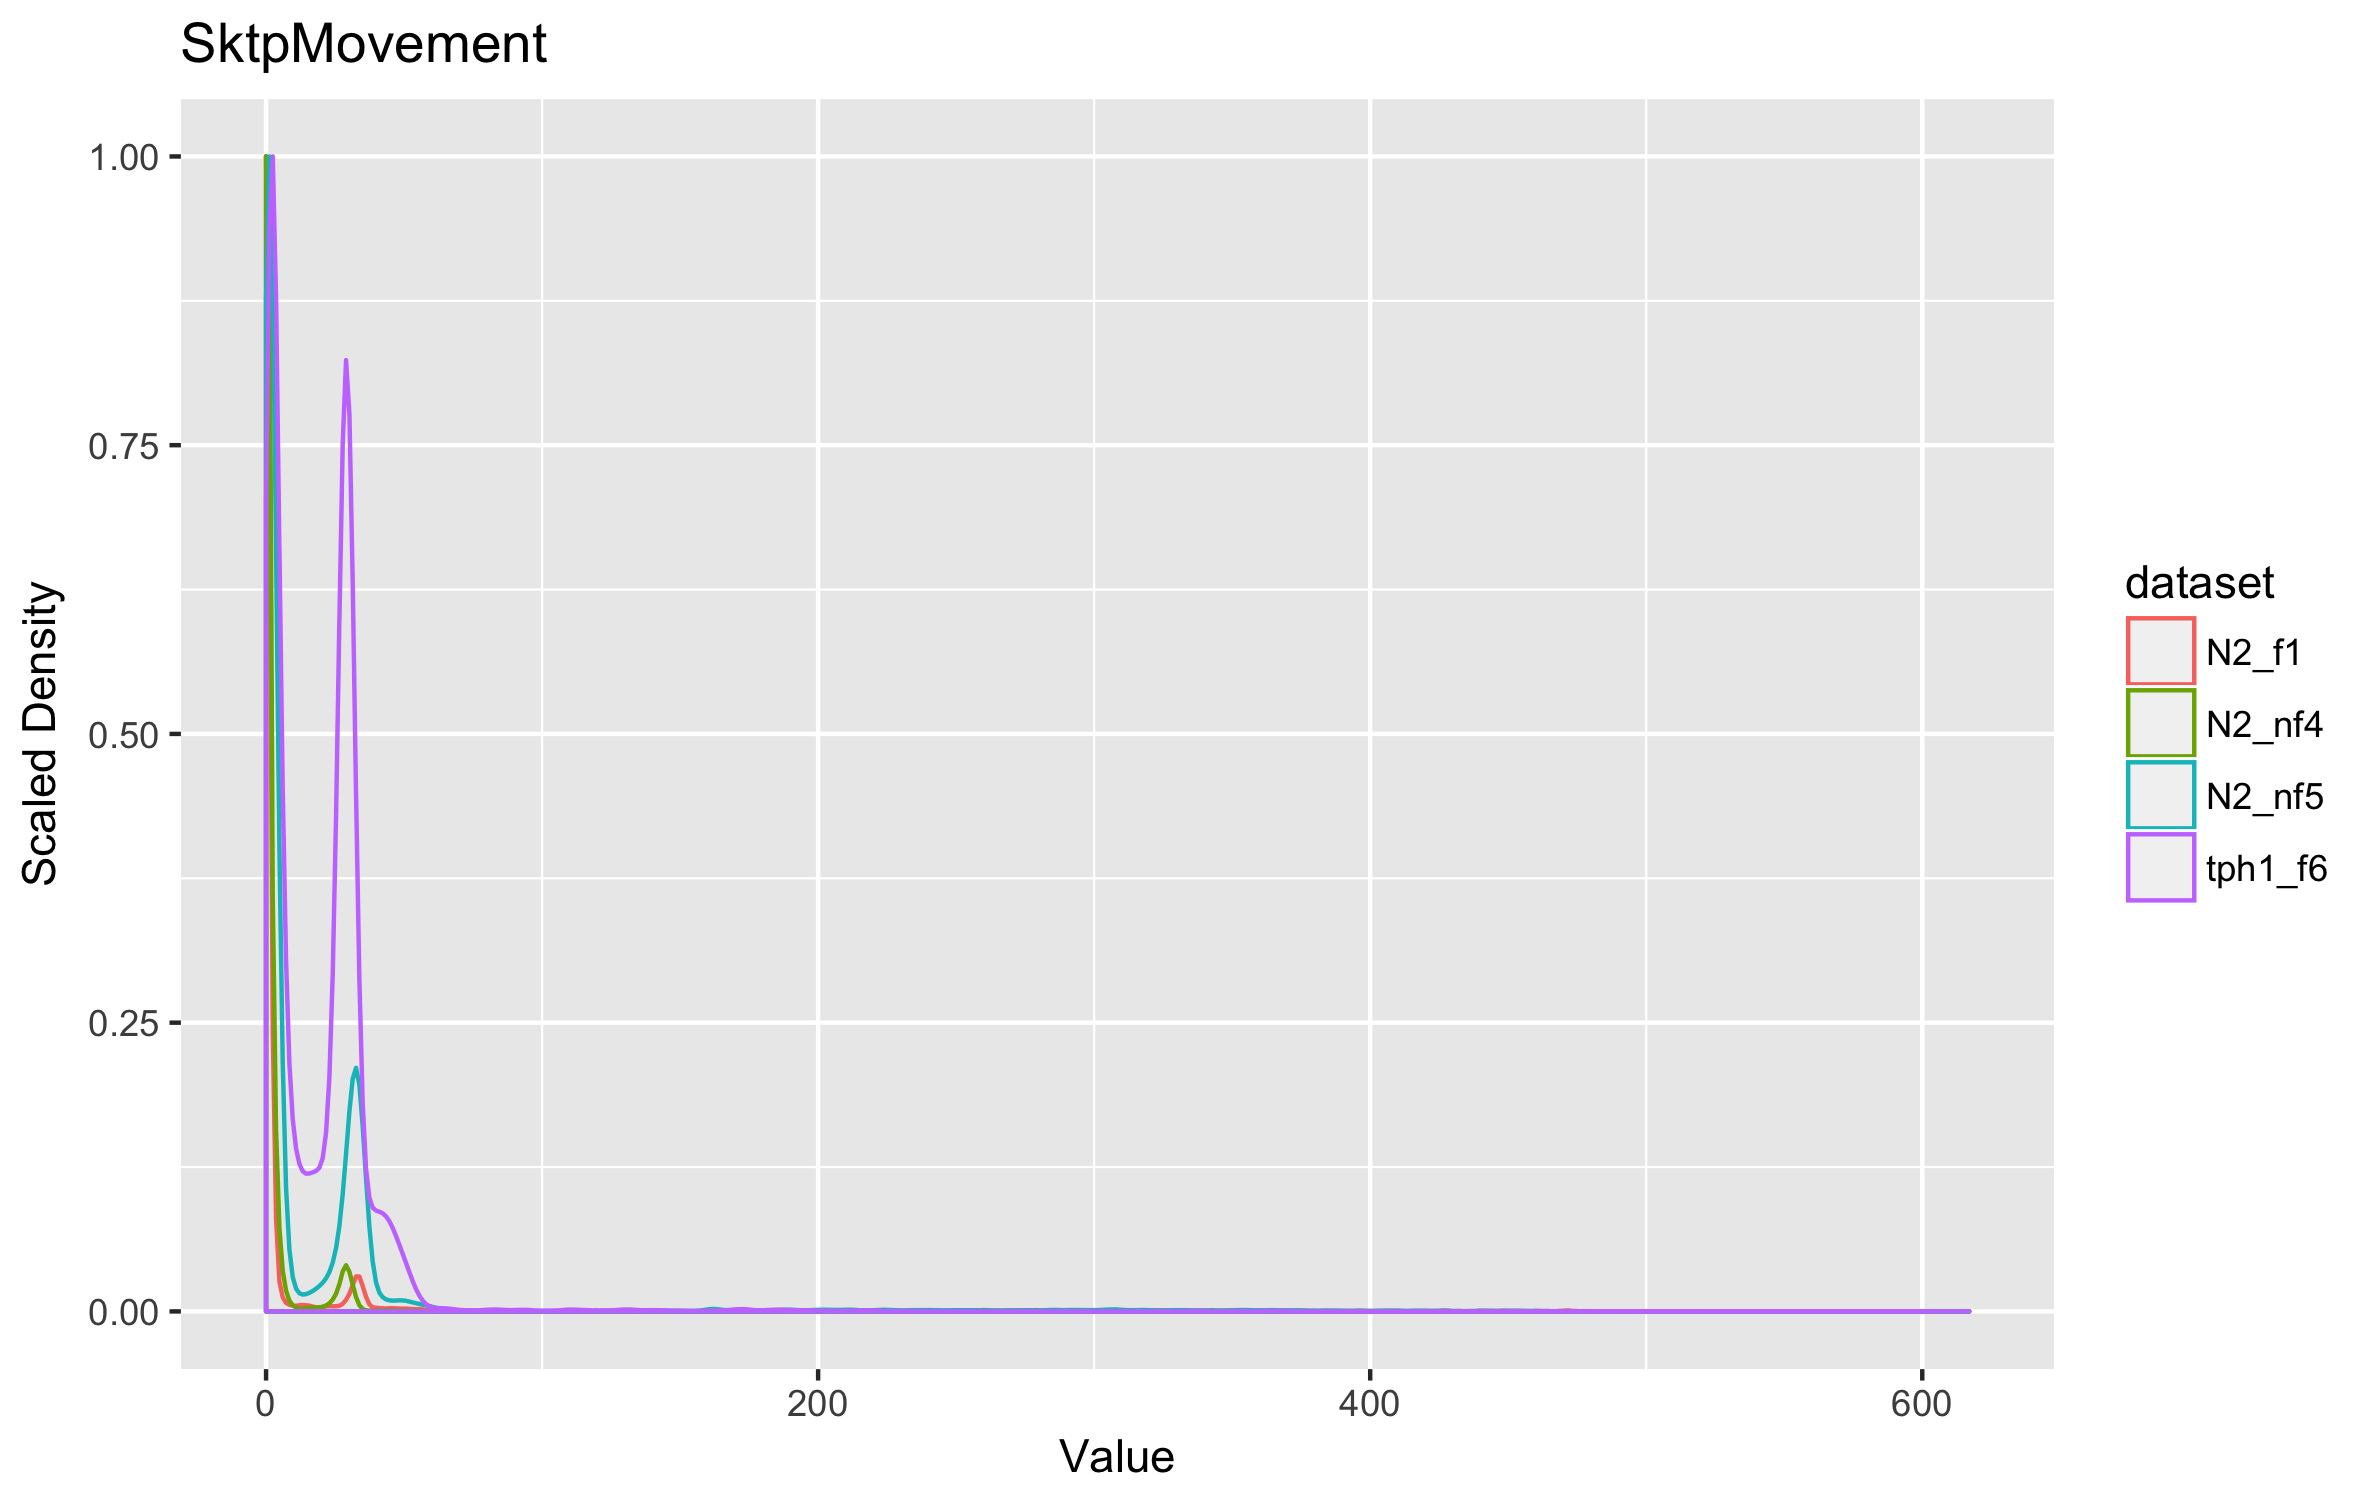 SktpMovement
1.00
0.75
0.50
0.25
0.00
Scaled Density
0
200
400
600
Value
dataset
N2_f1
N2_nf4
N2_nf5
tph1_f6